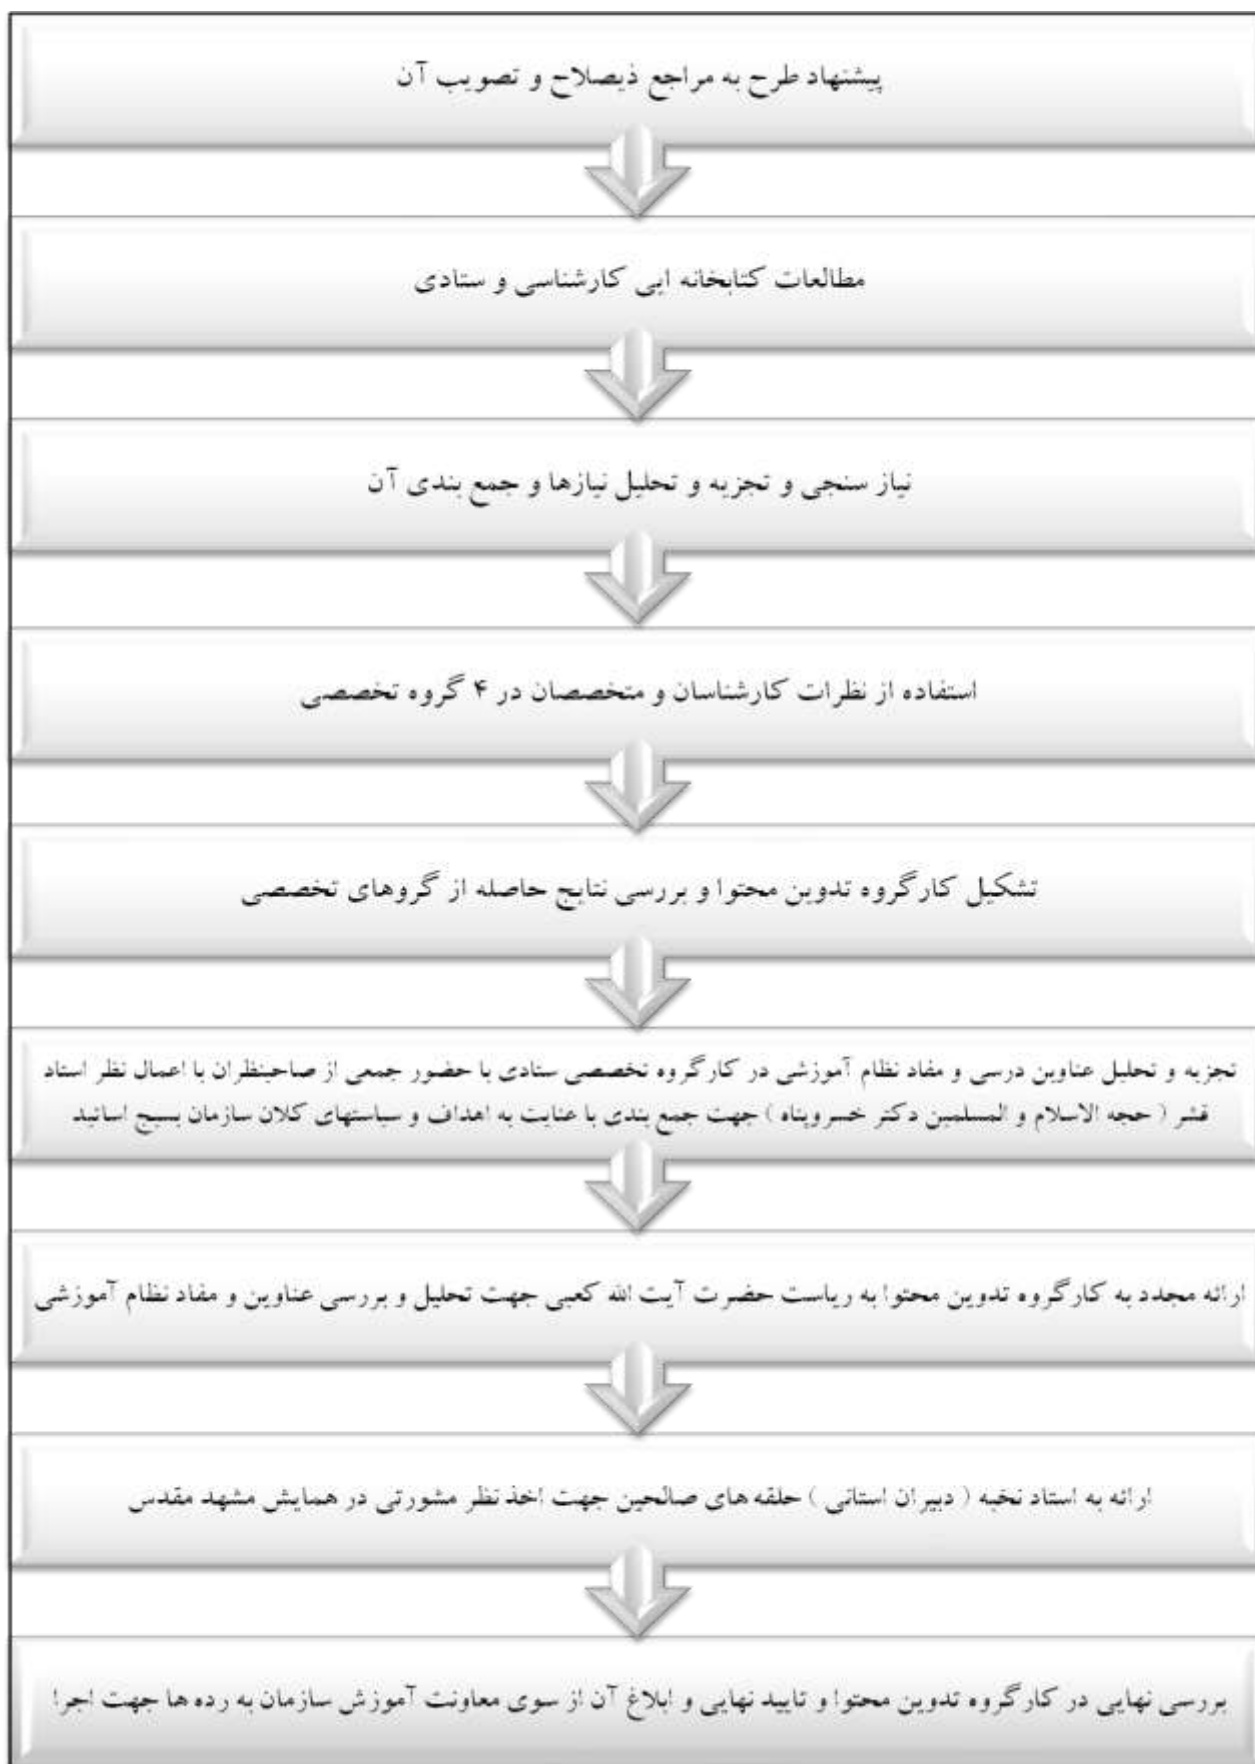 پیشنهاد طرح به مراجع ذیصلاح و تصویب آن
مطالعات کتابخانه ایی کارشناسی و ستادی
نیاز سنجی و تجزیه و تحلیل نیازها و جمع بندی آن
استفاده از نظرات کارشناسان و متخصصان در ۴ گروه تخصصی
تشکیل کارگروه تدوین محتوا و بررسی نتایج حاصله از گروهای تخصصی
تجزیه و تحلیل عناوین درسی و مفاد نظام آموزشی در کارگروه تخصصی ستادی با حضور جمعی از صاحبنظران با اعمال نظر استاد
قشر ( حجه الاسلام و المسلمین دکتر خسروپناه ) جهت جمع بندی با عنایت به اهداف و سیاستهای کلان سازمان بسیج اساتید
ارائه مجدد به کارگروه تدوین محتوا به ریاست حضرت آیت الله کعبی جهت تحلیل و بررسی عناوین و مفاد نظام آموزشی
ارائه به استاد نخبه ( دبیران استانی ) حلقه های صالحین جهت اخذ نظر مشورتی در همایش مشهد مقدس
بررسی نهایی در کارگروه تدوین محتوا و تایید نهایی و ابلاغ آن از سوی معاونت آموزش سازمان به رده ها جهت اجرا